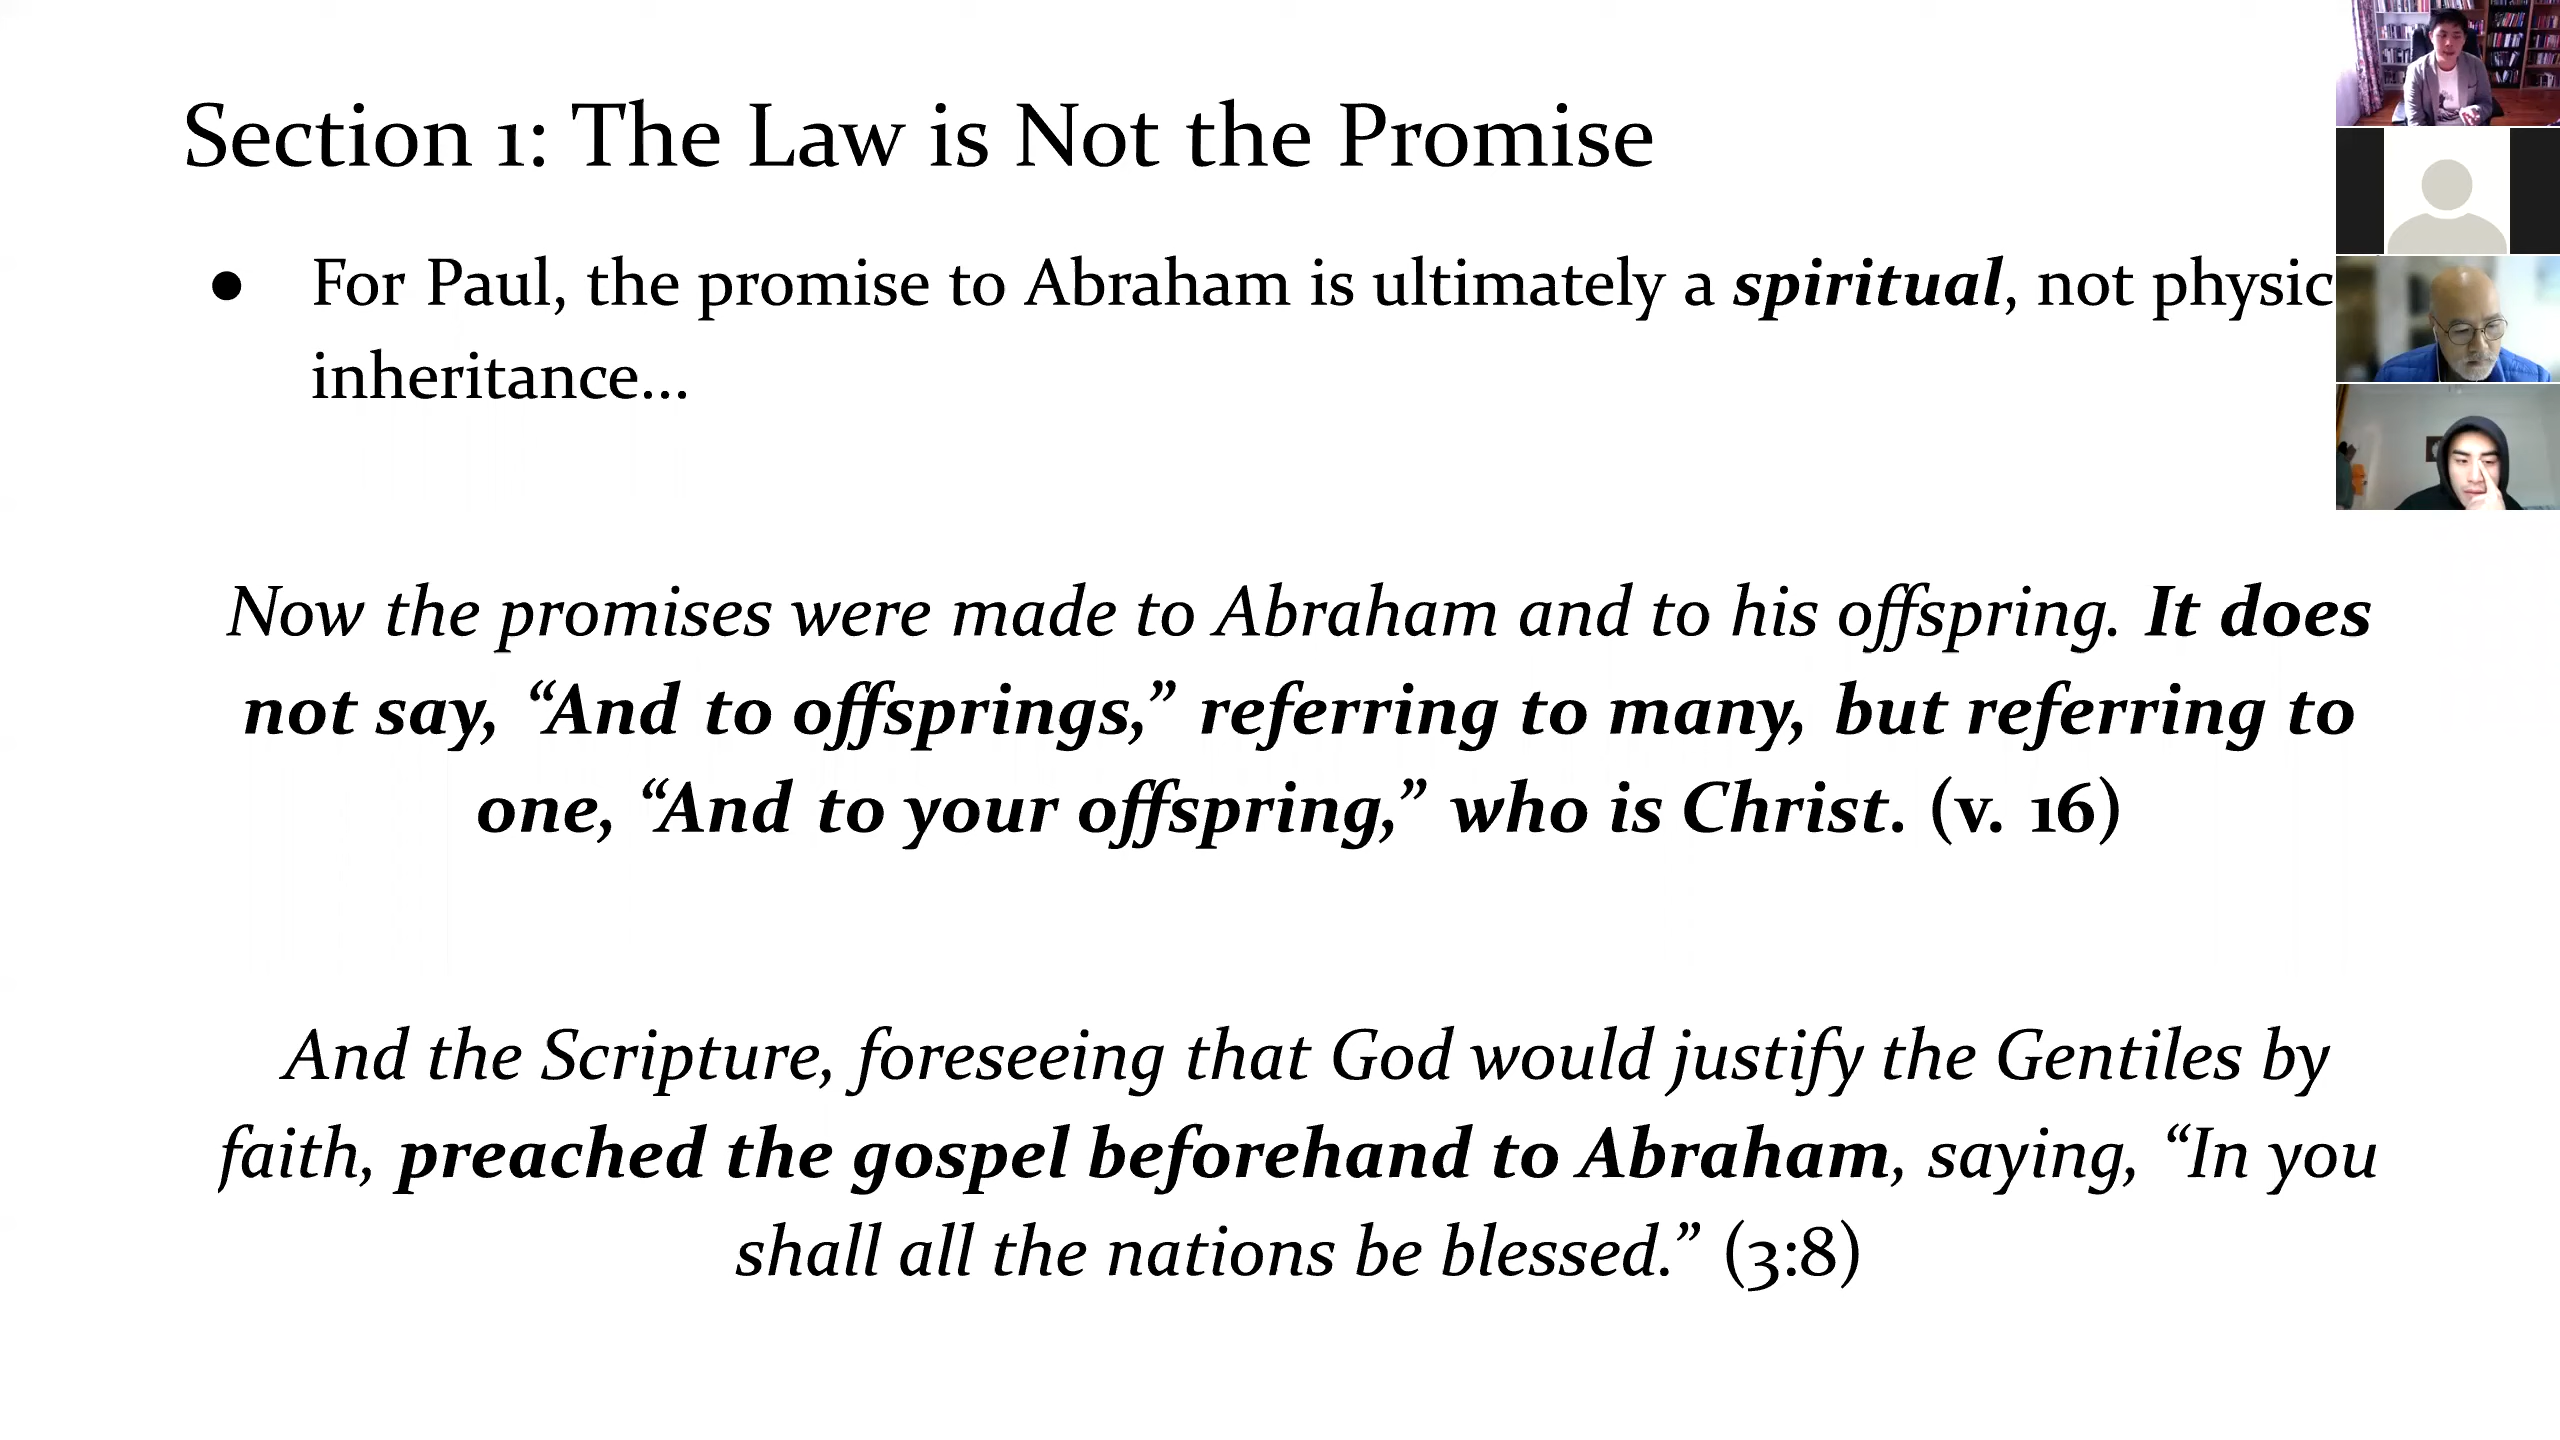 Section 1: The Law is Not the Promise
● For Paul, the promise to Abraham is ultimately a spiritual, not physic
inheritance...
Now the promises were made to Abraham and to his offspring. It does
not say, “And to offsprings,” referring to many, but referring to
one, “And to your offspring,” who is Christ. (v. 16)
And the Scripture, foreseeing that God would justify the Gentiles by
faith, preached the gospel beforehand to Abraham, saying, “In you
shall all the nations be blessed.” (3:8)